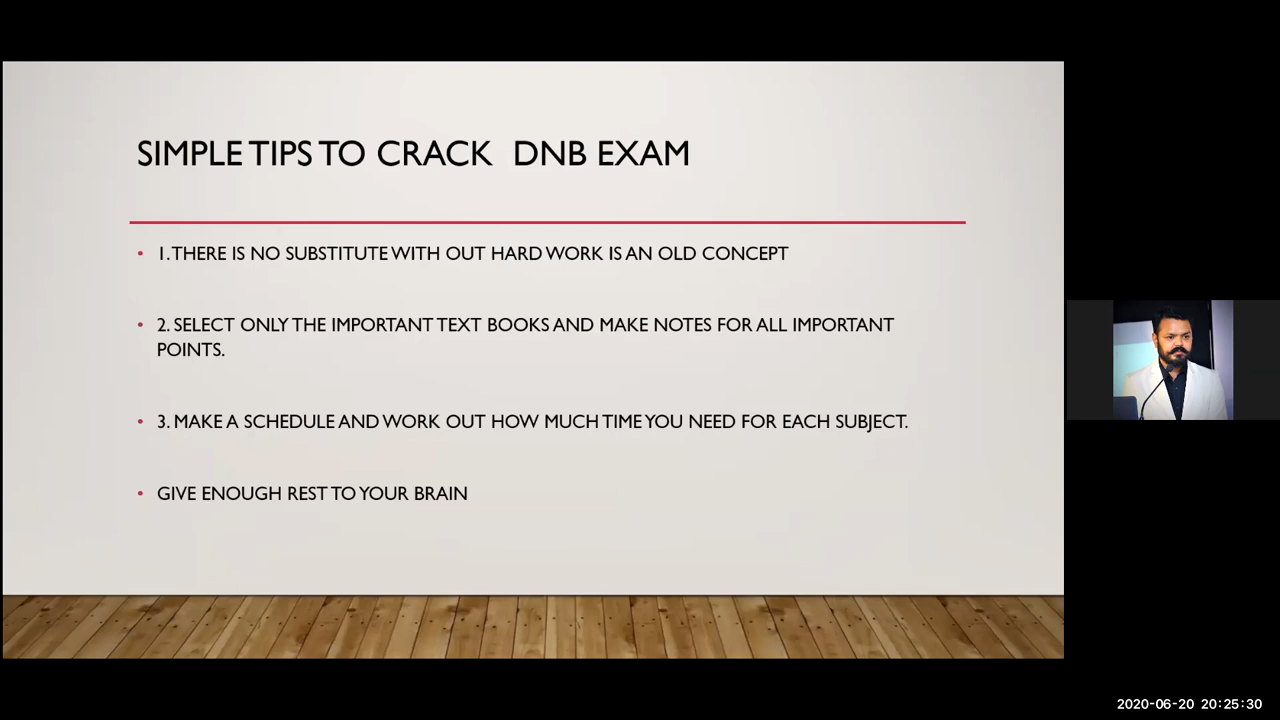 SIMPLE TIPS TO CRACK DNB EXAM
• 1. THERE IS NO SUBSTITUTE WITH OUT HARD WORK IS AN OLD CONCEPT
• 2. SELECT ONLY THE IMPORTANT TEXT BOOKS AND MAKE NOTES FOR ALL IMPORTANT
POINTS.
• 3. MAKE A SCHEDULE AND WORK OUT HOW MUCH TIME YOU NEED FOR EACH SUBJECT.
• GIVE ENOUGH REST TO YOUR BRAIN
2020-06-20 20:25:30